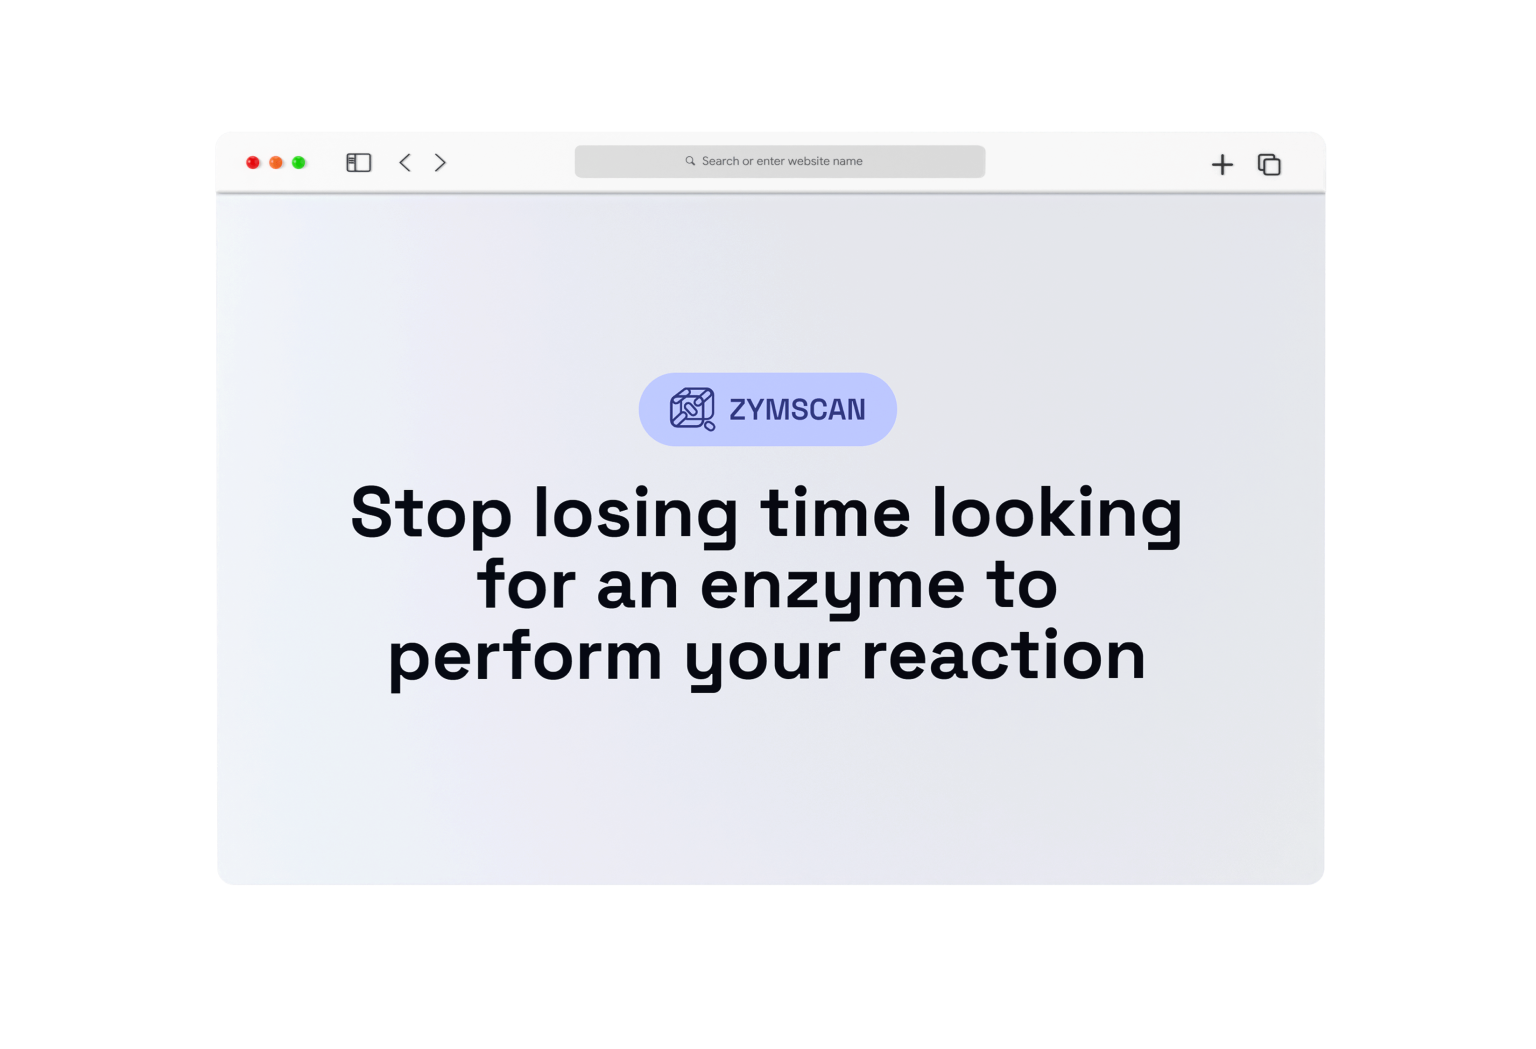 Search or enter website name
ZYMSCAN
Stop losing time looking
for an enzyme to
perform your reaction